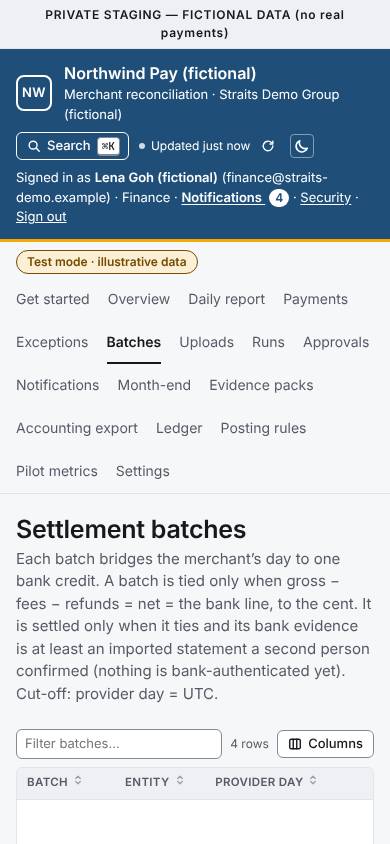 PRIVATE STAGING — FICTIONAL DATA (no real
payments)
NW
Northwind Pay (fictional)
Merchant reconciliation · Straits Demo Group
(fictional)
Search ⌘K Updated just now
Signed in as Lena Goh (fictional) (finance@straits-
demo.example) · Finance · Notifications 4 · Security ·
Sign out
Test mode · illustrative data
Get started Overview Daily report Payments
Exceptions Batches Uploads Runs Approvals
Notifications Month-end Evidence packs
Accounting export Ledger Posting rules
Pilot metrics Settings
Settlement batches
Each batch bridges the merchant’s day to one
bank credit. A batch is tied only when gross −
fees − refunds = net = the bank line, to the cent. It
is settled only when it ties and its bank evidence
is at least an imported statement a second person
confirmed (nothing is bank-authenticated yet).
Cut-off: provider day = UTC.
Filter batches... 4 rows Columns
BATCH ENTITY PROVIDER DAY